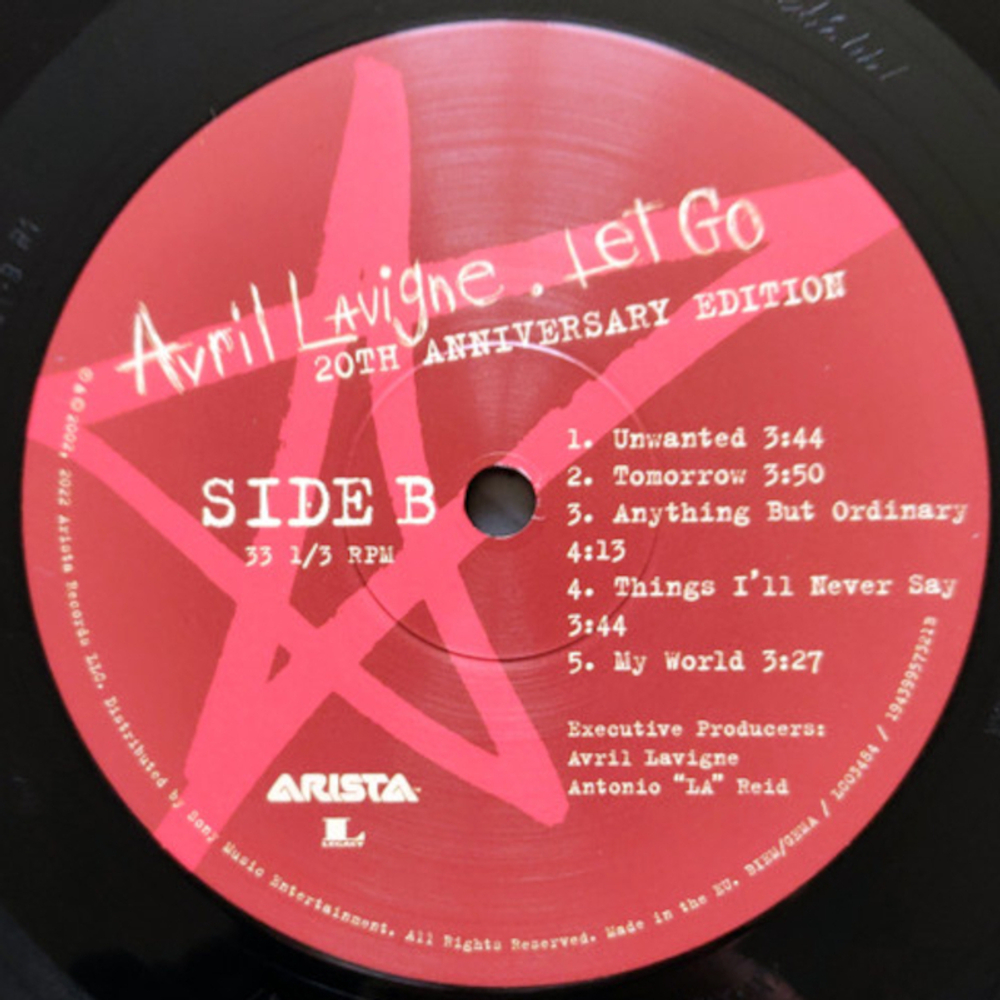 Avril Lavigne . Let Go
20TH ANNIVERSARY EDITION
SIDE B
33 1/3 RPM
1. Unwanted 3:44
2. Tomorrow 3:50
3. Anything But Ordinary
4:13
4. Things I'll Never Say
3:44
5. My World 3:27
Executive Producers:
Avril Lavigne
Antonio "LA" Reid
ARISTA
L
LEGACY
℗ & © 2002, 2022 Arista Records LLC. Distributed by Sony Music Entertainment. All Rights Reserved. Made in the EU. BIEM/GEMA / LC03484 / 19439957321B